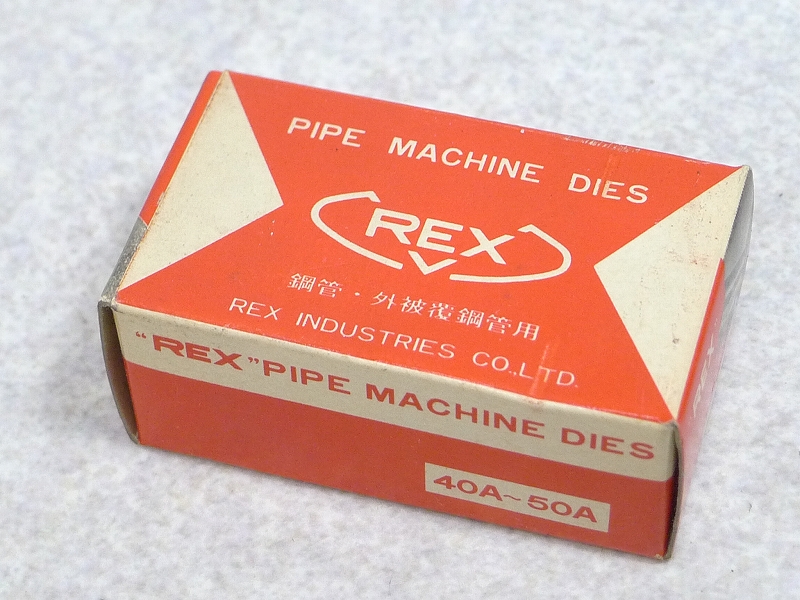 PIPE MACHINE DIES
REX
鋼管・外被覆鋼管用
REX INDUSTRIES CO.,LTD.
“REX” PIPE MACHINE DIES
40A~50A